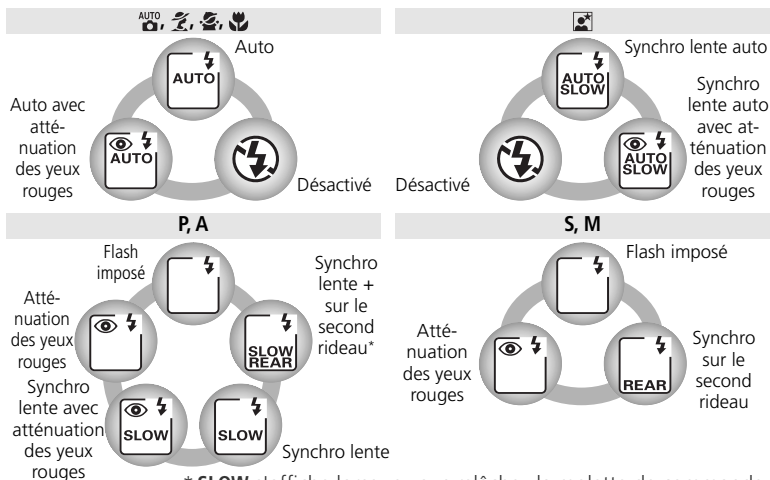 AUTO
Auto
AUTO
Auto avec
atté-
nuation
des yeux
rouges
AUTO
Désactivé
Synchro lente auto
AUTO
SLOW
Synchro
lente auto
avec at-
ténuation
des yeux
rouges
AUTO
SLOW
Désactivé
P, A
Flash
imposé
Synchro
lente +
sur le
second
rideau*
SLOW
REAR
Atté-
nuation
des yeux
rouges
Synchro
lente avec
atténuation
des yeux
rouges
SLOW
SLOW
Synchro lente
S, M
Flash imposé
Atté-
nuation
des yeux
rouges
Synchro
sur le
second
rideau
REAR
* SLOW